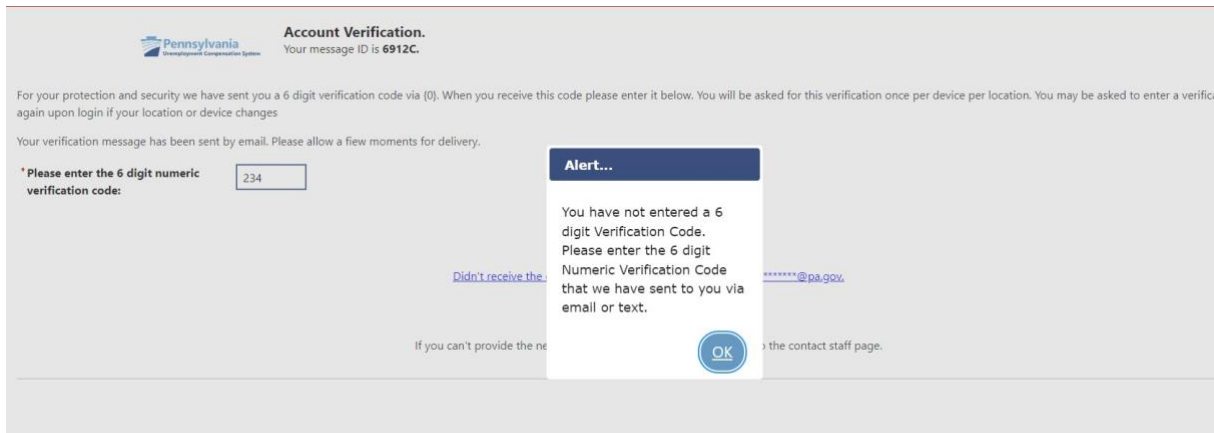 Pennsylvania
Unemployment Compensation System
Account Verification.
Your message ID is 6912C.
For your protection and security we have sent you a 6 digit verification code via {0}. When you receive this code please enter it below. You will be asked for this verification once per device per location. You may be asked to enter a
again upon login if your location or device changes
Your verification message has been sent by email. Please allow a fiew moments for delivery.
*Please enter the 6 digit numeric
verification code:
234
Alert...
You have not entered a 6
digit Verification Code.
Please enter the 6 digit
Numeric Verification Code
that we have sent to you via
email or text.
OK
Didn't receive the
*******@pa.gov.
If you can't provide the
the contact staff page.